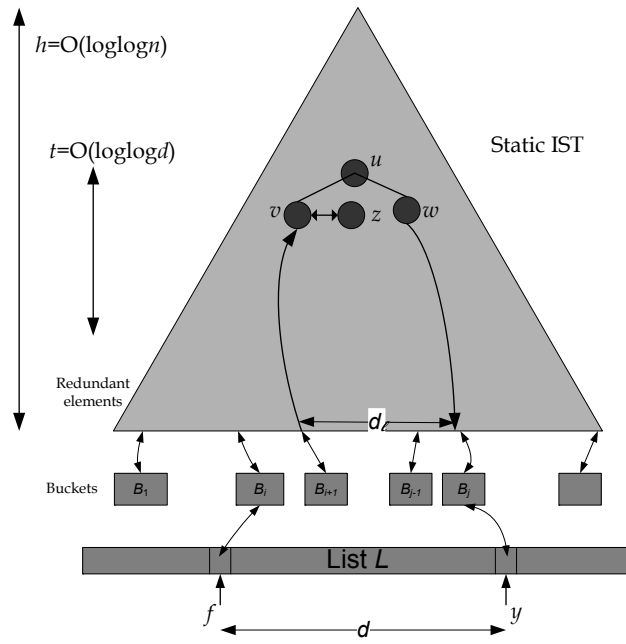 h=O(loglogn)
t=O(loglogd)
Static IST
u
v
z
w
Redundant
elements
dℓ
Buckets
B1
Bi
Bi+1
Bj-1
Bj
List L
f
d
y